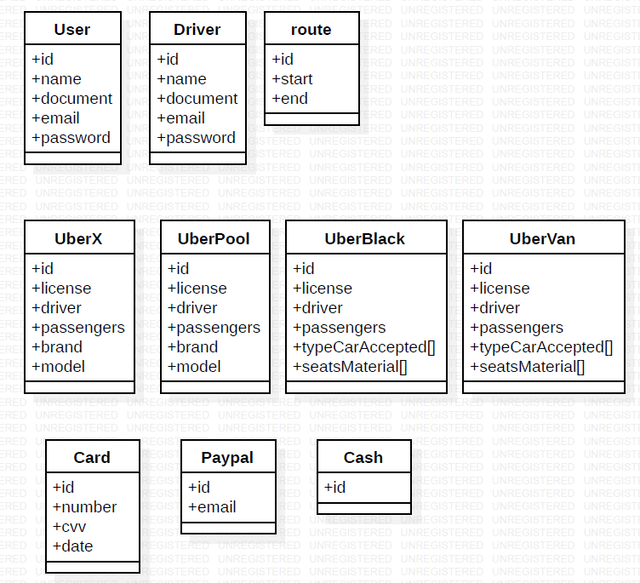 User
+id
+name
+document
+email
+password
Driver
+id
+name
+document
+email
+password
route
+id
+start
+end
UberX
+id
+license
+driver
+passengers
+brand
+model
UberPool
+id
+license
+driver
+passengers
+brand
+model
UberBlack
+id
+license
+driver
+passengers
+typeCarAccepted[]
+seatsMaterial[]
UberVan
+id
+license
+driver
+passengers
+typeCarAccepted[]
+seatsMaterial[]
Card
+id
+number
+cvv
+date
Paypal
+id
+email
Cash
+id
UNREGISTERED